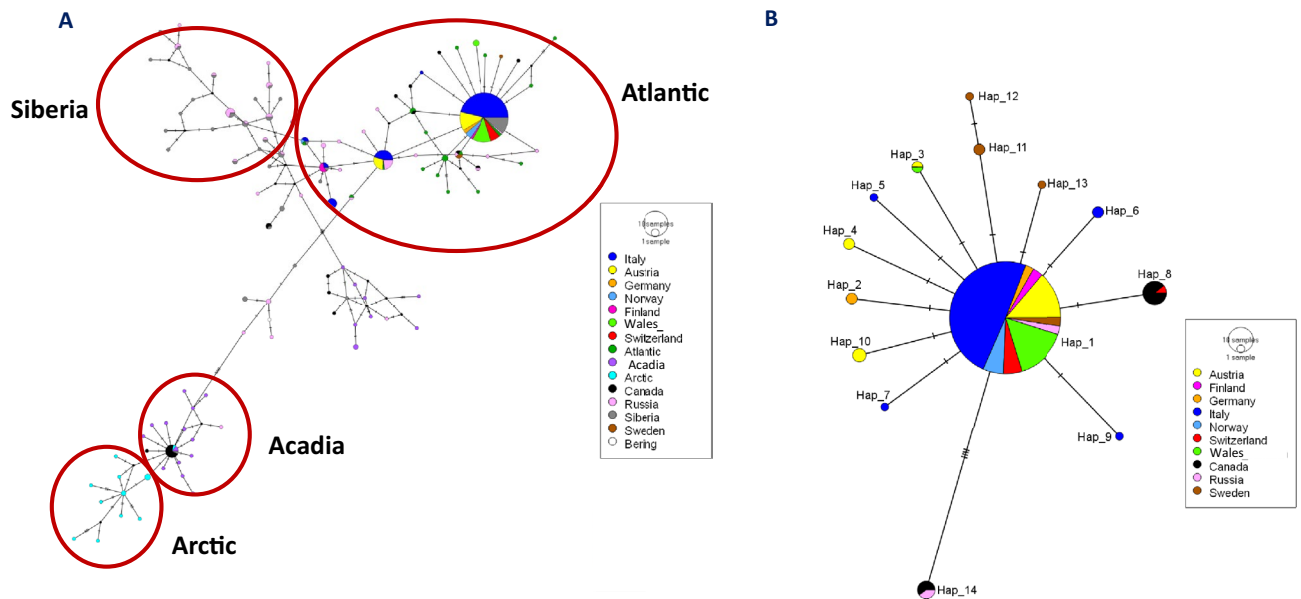 A
B
Siberia
Atlantic
Acadia
Arctic
10 samples
1 sample
Italy
Austria
Germany
Norway
Finland
Wales_
Switzerland
Atlantic
Acadia
Arctic
Canada
Russia
Siberia
Sweden
Bering
Hap_12
Hap_11
Hap_3
Hap_13
Hap_5
Hap_6
Hap_4
Hap_8
Hap_2
Hap_1
Hap_10
Hap_7
Hap_9
Hap_14
10 samples
1 sample
Austria
Finland
Germany
Italy
Norway
Switzerland
Wales_
Canada
Russia
Sweden